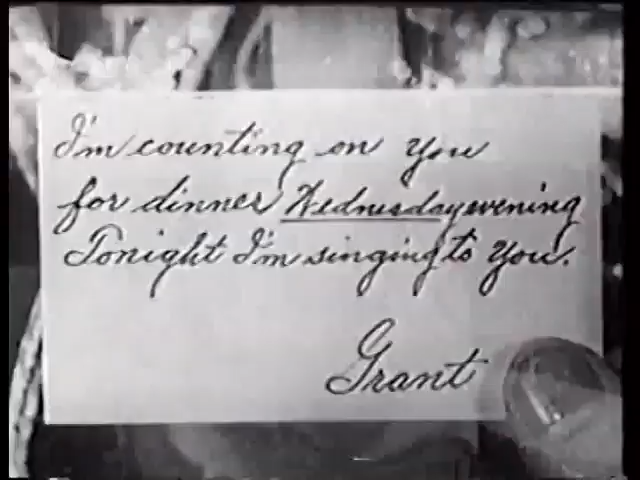 I'm counting on you
for dinner Wednesday evening
Tonight I'm singing to you.
Grant